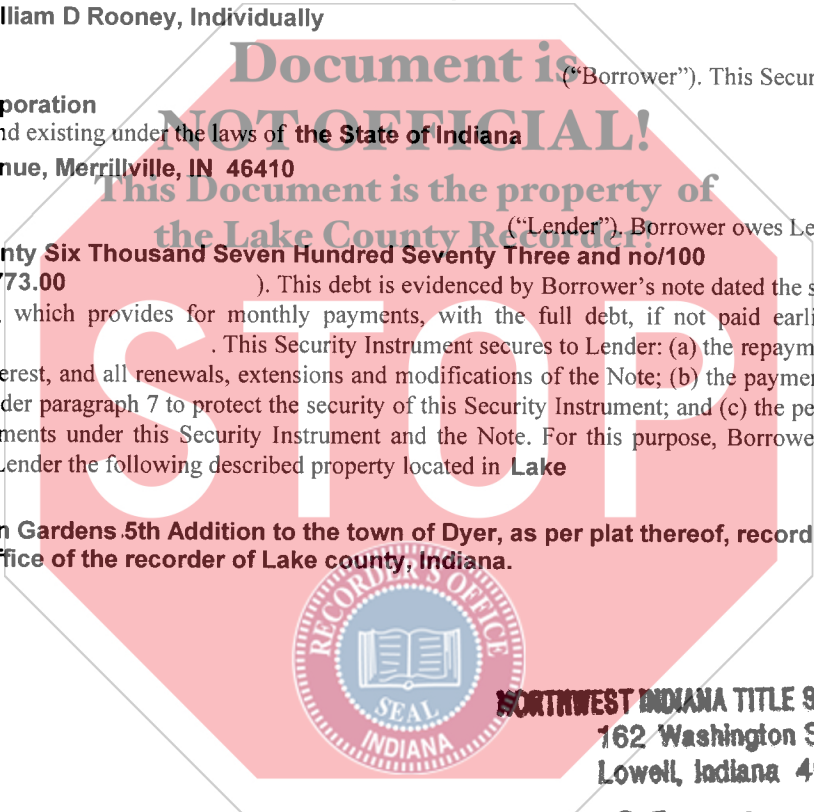 lliam D Rooney, Individually
Document is
("Borrower"). This Secur
poration
NOT OFFICIAL!
nd existing under the laws of the State of Indiana
nue, Merrillville, IN 46410
This Document is the property of
the Lake County Recorder!
("Lender"). Borrower owes Le
nty Six Thousand Seven Hundred Seventy Three and no/100
773.00 ). This debt is evidenced by Borrower's note dated the s
, which provides for monthly payments, with the full debt, if not paid earli
. This Security Instrument secures to Lender: (a) the repaym
erest, and all renewals, extensions and modifications of the Note; (b) the paymen
der paragraph 7 to protect the security of this Security Instrument; and (c) the pe
ments under this Security Instrument and the Note. For this purpose, Borrowe
Lender the following described property located in Lake
STOP
n Gardens 5th Addition to the town of Dyer, as per plat thereof, record
ffice of the recorder of Lake county, Indiana.
RECORDER'S OFFICE
SEAL
INDIANA
NORTHWEST INDIANA TITLE S
162 Washington S
Lowell, Indiana 4